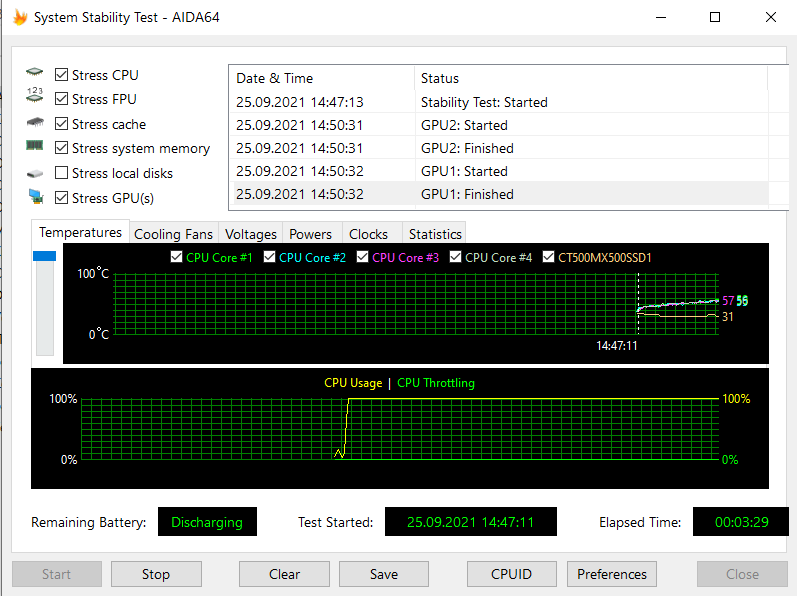 System Stability Test - AIDA64
Stress CPU
123
Stress FPU
Stress cache
Stress system memory
Stress local disks
Stress GPU(s)
Date & Time Status
25.09.2021 14:47:13 Stability Test: Started
25.09.2021 14:50:31 GPU2: Started
25.09.2021 14:50:31 GPU2: Finished
25.09.2021 14:50:32 GPU1: Started
25.09.2021 14:50:32 GPU1: Finished
Temperatures Cooling Fans Voltages Powers Clocks Statistics
CPU Core #1 CPU Core #2 CPU Core #3 CPU Core #4 CT500MX500SSD1
100°C
57
31
0°C
14:47:11
CPU Usage | CPU Throttling
100% 100%
0% 0%
Remaining Battery: Discharging Test Started: 25.09.2021 14:47:11 Elapsed Time: 00:03:29
Start Stop Clear Save CPUID Preferences Close